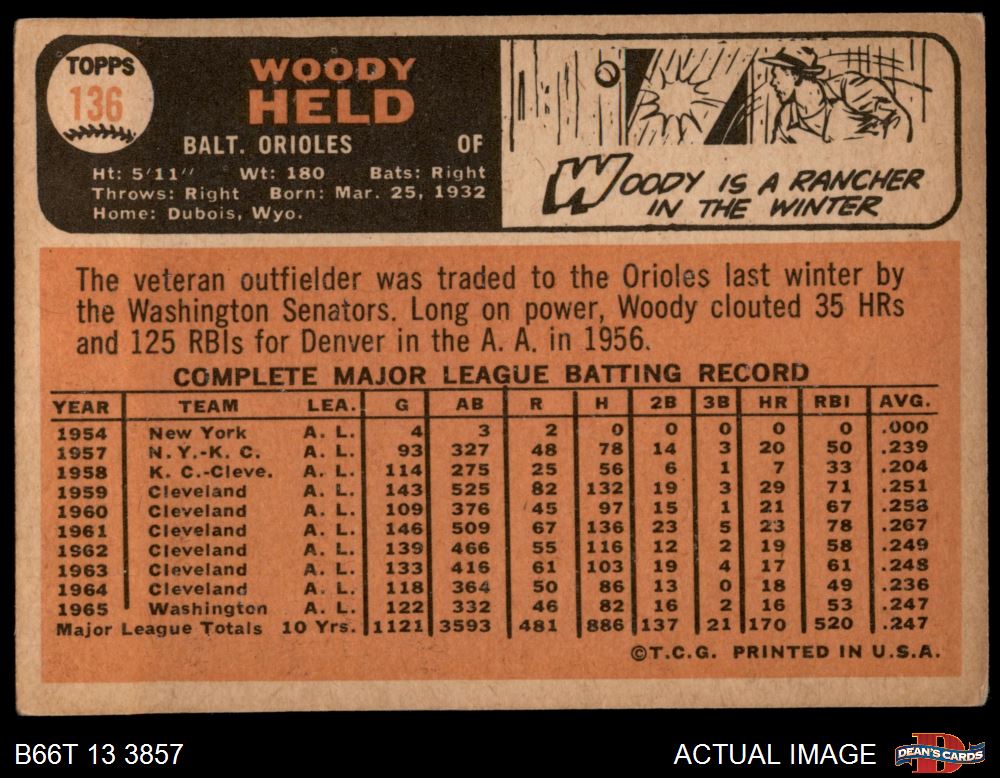 TOPPS
136
WOODY
HELD
BALT. ORIOLES OF
Ht: 5'11" Wt: 180 Bats: Right
Throws: Right Born: Mar. 25, 1932
Home: Dubois, Wyo.
WOODY IS A RANCHER
IN THE WINTER
The veteran outfielder was traded to the Orioles last winter by
the Washington Senators. Long on power, Woody clouted 35 HRs
and 125 RBIs for Denver in the A. A. in 1956.
COMPLETE MAJOR LEAGUE BATTING RECORD
YEAR TEAM LEA. G AB R H 2B 3B HR RBI AVG.
1954 New York A. L. 4 3 2 0 0 0 0 0 .000
1957 N. Y.-K. C. A. L. 93 327 48 78 14 3 20 50 .239
1958 K. C.-Cleve. A. L. 114 275 25 56 6 1 7 33 .204
1959 Cleveland A. L. 143 525 82 132 19 3 29 71 .251
1960 Cleveland A. L. 109 376 45 97 15 1 21 67 .258
1961 Cleveland A. L. 146 509 67 136 23 5 23 78 .267
1962 Cleveland A. L. 139 466 55 116 12 2 19 58 .249
1963 Cleveland A. L. 133 416 61 103 19 4 17 61 .248
1964 Cleveland A. L. 118 364 50 86 13 0 18 49 .236
1965 Washington A. L. 122 332 46 82 16 2 16 53 .247
Major League Totals 10 Yrs. 1121 3593 481 886 137 21 170 520 .247
©T.C.G. PRINTED IN U.S.A.
B66T 13 3857 ACTUAL IMAGE DEAN'S CARDS